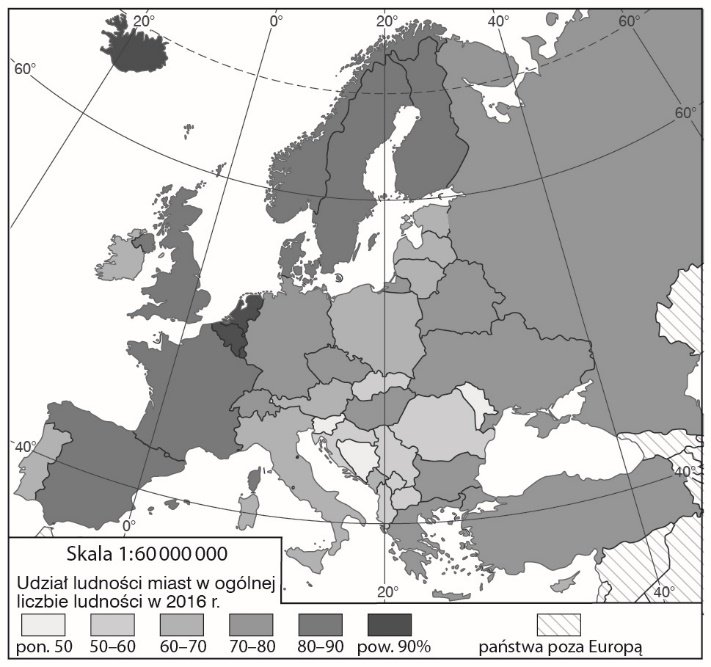 20° 0° 20° 40° 60°
60°
60°
40°
40°
0°
20°
40°
Skala 1:60 000 000
Udział ludności miast w ogólnej
liczbie ludności w 2016 r.
pon. 50 50–60 60–70 70–80 80–90 pow. 90% państwa poza Europą